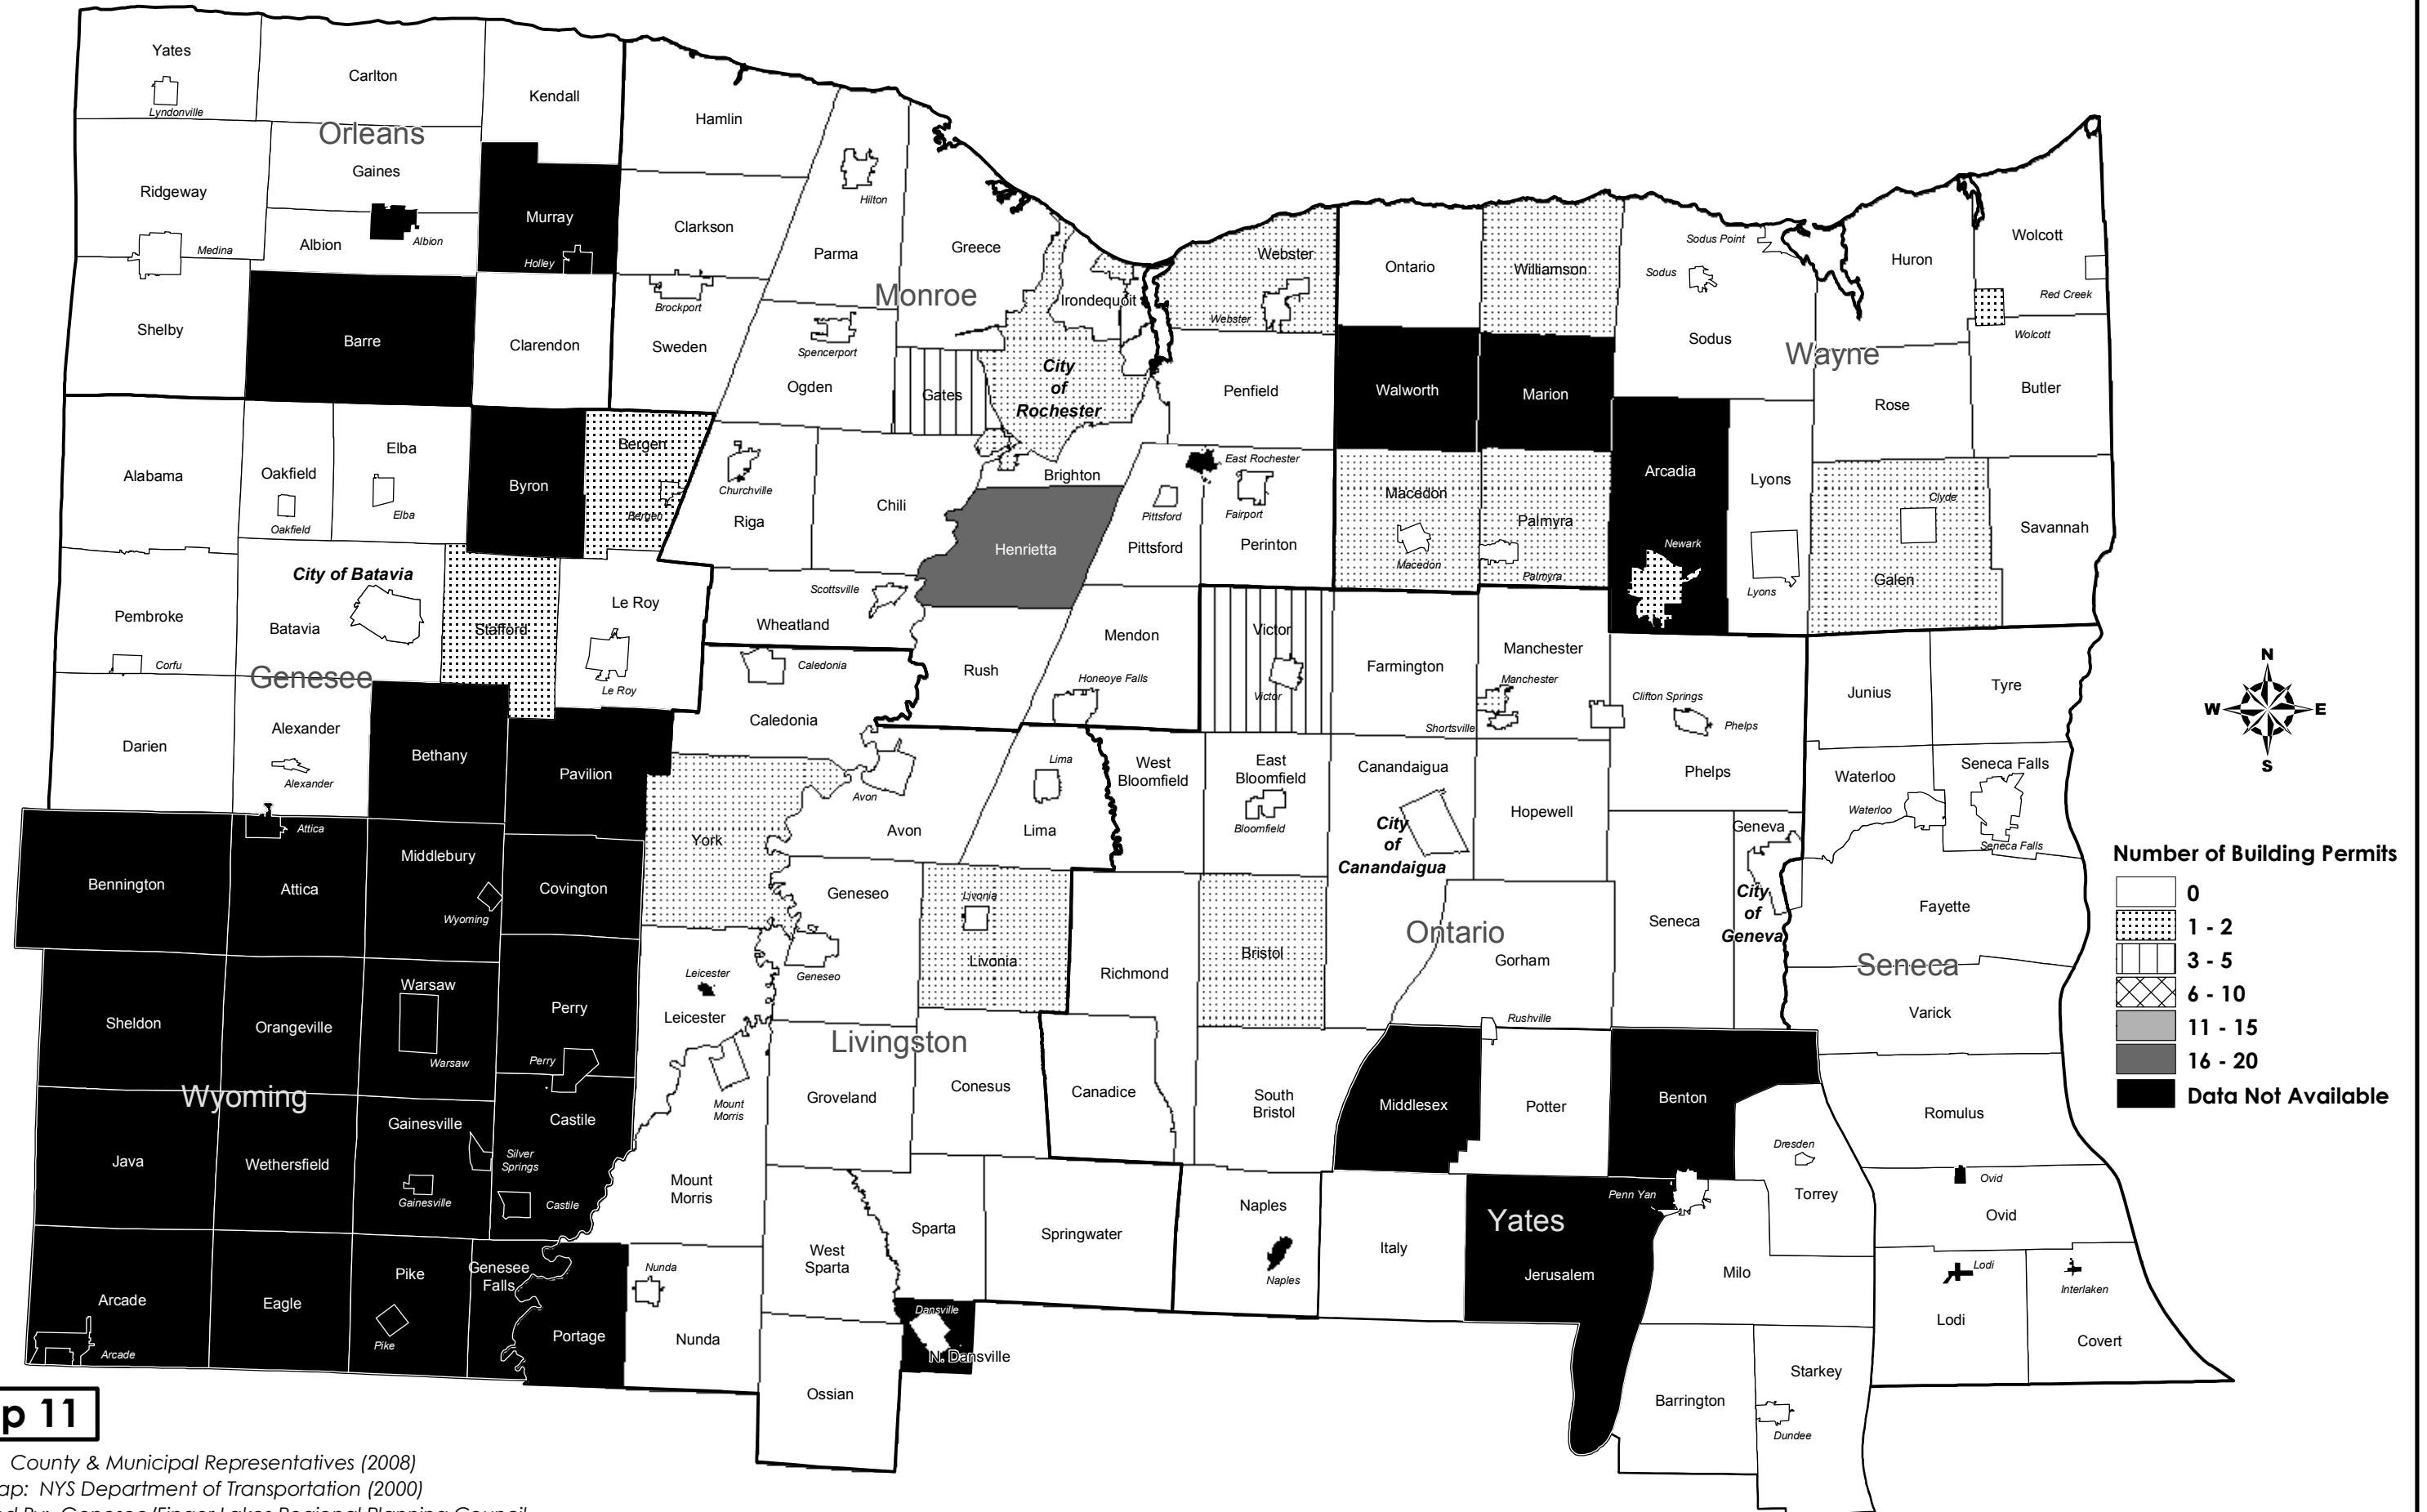 Yates
Lyndonville
Carlton
Kendall
Orleans
Gaines
Ridgeway
Medina
Albion
Albion
Murray
Holley
Shelby
Barre
Clarendon
Hamlin
Clarkson
Brockport
Sweden
Hilton
Parma
Greece
Monroe
Spencerport
Ogden
Gates
Irondequoit
City
of
Rochester
Webster
Webster
Penfield
Ontario
Williamson
Walworth
Marion
Sodus Point
Sodus
Sodus
Huron
Wolcott
Red Creek
Wolcott
Wayne
Rose
Butler
Alabama
Oakfield
Oakfield
Elba
Elba
Byron
Bergen
Bergen
Churchville
Riga
Chili
Brighton
Henrietta
East Rochester
Pittsford
Fairport
Pittsford
Perinton
Macedon
Macedon
Palmyra
Palmyra
Arcadia
Newark
Lyons
Lyons
Clyde
Galen
Savannah
City of Batavia
Pembroke
Batavia
Corfu
Stafford
Le Roy
Le Roy
Genesee
Scottsville
Wheatland
Rush
Mendon
Honeoye Falls
Victor
Victor
Farmington
Manchester
Manchester
Shortsville
Clifton Springs
Phelps
Phelps
Junius
Tyre
Darien
Alexander
Alexander
Bethany
Pavilion
Caledonia
Caledonia
York
Avon
Avon
Lima
Lima
West
Bloomfield
East
Bloomfield
Bloomfield
Canandaigua
City
of
Canandaigua
Hopewell
Geneva
City
of
Geneva
Waterloo
Waterloo
Seneca Falls
Seneca Falls
Bennington
Attica
Attica
Middlebury
Wyoming
Covington
Geneseo
Geneseo
Livonia
Livonia
Richmond
Bristol
Ontario
Gorham
Rushville
Seneca
Fayette
Seneca
Varick
Sheldon
Orangeville
Warsaw
Warsaw
Perry
Perry
Leicester
Leicester
Livingston
Mount
Morris
Groveland
Conesus
Canadice
South
Bristol
Middlesex
Potter
Benton
Romulus
Wyoming
Java
Wethersfield
Gainesville
Gainesville
Silver
Springs
Castile
Castile
Mount
Morris
Dresden
Torrey
Penn Yan
Ovid
Ovid
Arcade
Arcade
Eagle
Pike
Pike
Genesee
Falls
Portage
Nunda
Nunda
West
Sparta
Sparta
Springwater
Naples
Naples
Italy
Yates
Jerusalem
Milo
Lodi
Lodi
Interlaken
Covert
Dansville
N. Dansville
Ossian
Barrington
Starkey
Dundee
N
W
E
S
Number of Building Permits
0
1 - 2
3 - 5
6 - 10
11 - 15
16 - 20
Data Not Available
p 11
County & Municipal Representatives (2008)
ap: NYS Department of Transportation (2000)